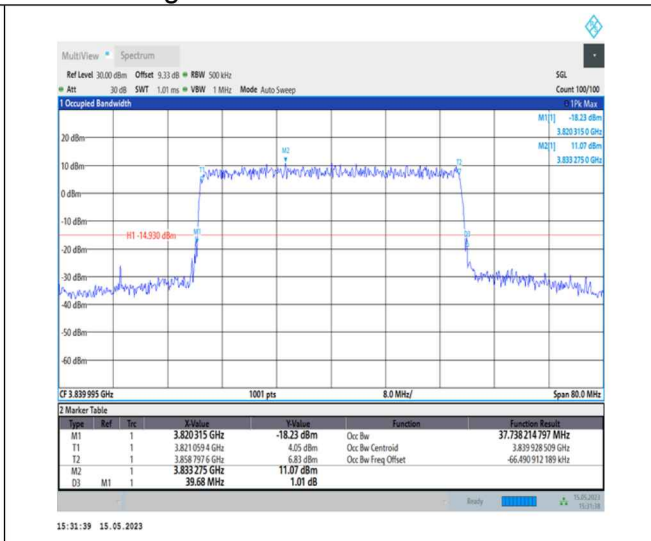 MultiView Spectrum
Ref Level 30.00 dBm Offset 9.33 dB RBW 500 kHz SGL
Att 30 dB SWT 1.01 ms VBW 1 MHz Mode Auto Sweep Count 100/100
1 Occupied Bandwidth 1Pk Max
M1[1] -18.23 dBm
3.820 315 0 GHz
20 dBm M2 M2[1] 11.07 dBm
3.833 275 0 GHz
10 dBm T1 T2
0 dBm
-10 dBm
H1 -14.930 dBm M1 D3
-20 dBm
-30 dBm
-40 dBm
-50 dBm
-60 dBm
CF 3.839 995 GHz 1001 pts 8.0 MHz/ Span 80.0 MHz
2 Marker Table
Type Ref Trc X-Value Y-Value Function Function Result
M1 1 3.820 315 GHz -18.23 dBm Occ Bw 37.738 214 797 MHz
T1 1 3.821 059 4 GHz 4.05 dBm Occ Bw Centroid 3.839 928 509 GHz
T2 1 3.858 797 6 GHz 6.83 dBm Occ Bw Freq Offset -66.490 912 189 kHz
M2 1 3.833 275 GHz 11.07 dBm
D3 M1 1 39.68 MHz 1.01 dB
Ready 15.05.2023
15:31:38
15:31:39 15.05.2023